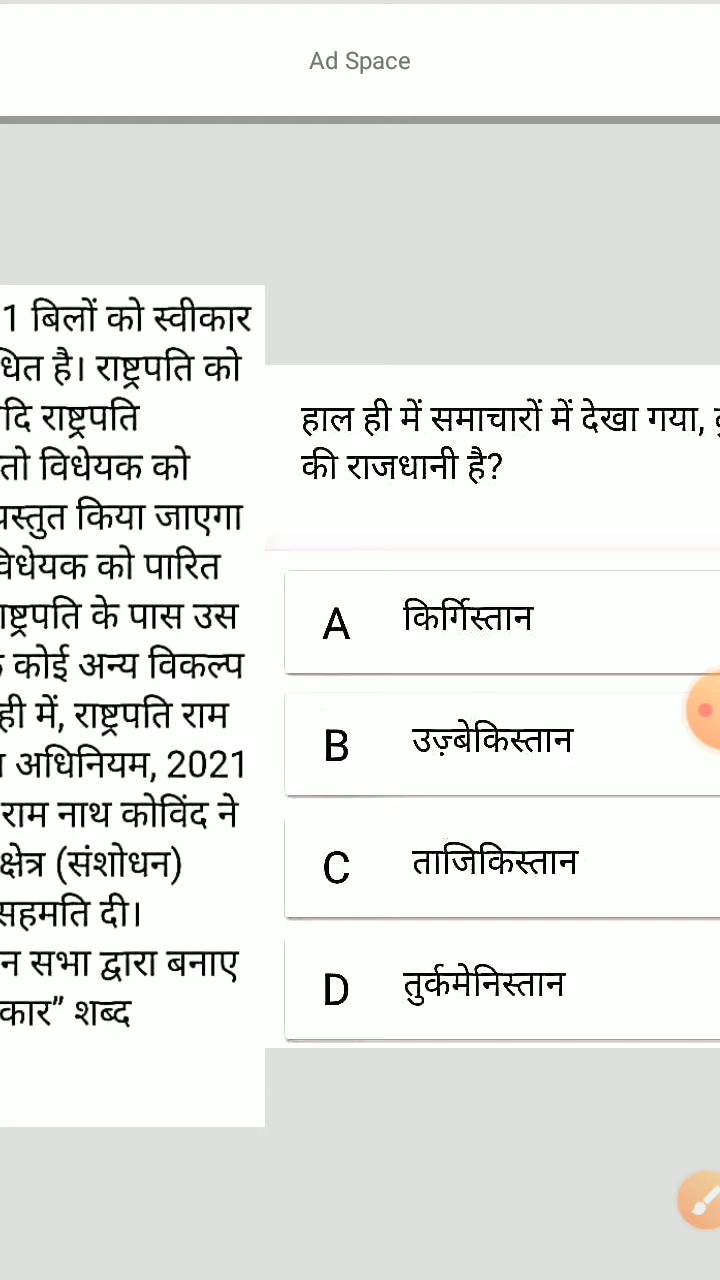 Ad Space
1 बिलों को स्वीकार
धित है। राष्ट्रपति को
दि राष्ट्रपति
तो विधेयक को
प्रस्तुत किया जाएगा
विधेयक को पारित
राष्ट्रपति के पास उस
कोई अन्य विकल्प
ही में, राष्ट्रपति राम
अधिनियम, 2021
राम नाथ कोविंद ने
क्षेत्र (संशोधन)
सहमति दी।
न सभा द्वारा बनाए
कार” शब्द
हाल ही में समाचारों में देखा गया,
की राजधानी है?
A किर्गिस्तान
B उज़्बेकिस्तान
C ताजिकिस्तान
D तुर्कमेनिस्तान